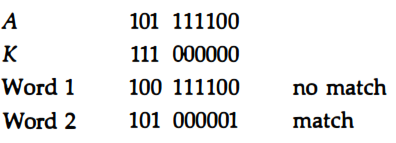 A 101 111100
K 111 000000
Word 1 100 111100 no match
Word 2 101 000001 match